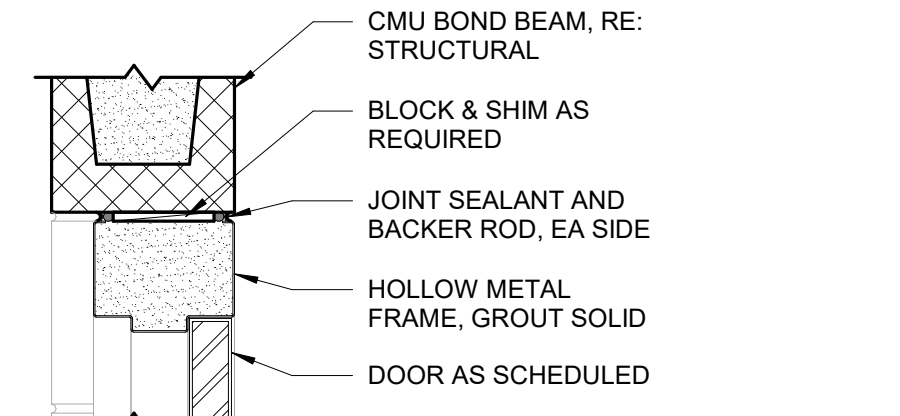 CMU BOND BEAM, RE:
STRUCTURAL
BLOCK & SHIM AS
REQUIRED
JOINT SEALANT AND
BACKER ROD, EA SIDE
HOLLOW METAL
FRAME, GROUT SOLID
DOOR AS SCHEDULED